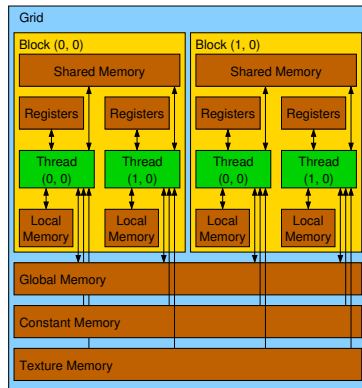 Grid
Block (0, 0)
Block (1, 0)
Shared Memory
Shared Memory
Registers
Registers
Registers
Registers
Thread
(0, 0)
Thread
(1, 0)
Thread
(0, 0)
Thread
(1, 0)
Local
Memory
Local
Memory
Local
Memory
Local
Memory
Global Memory
Constant Memory
Texture Memory